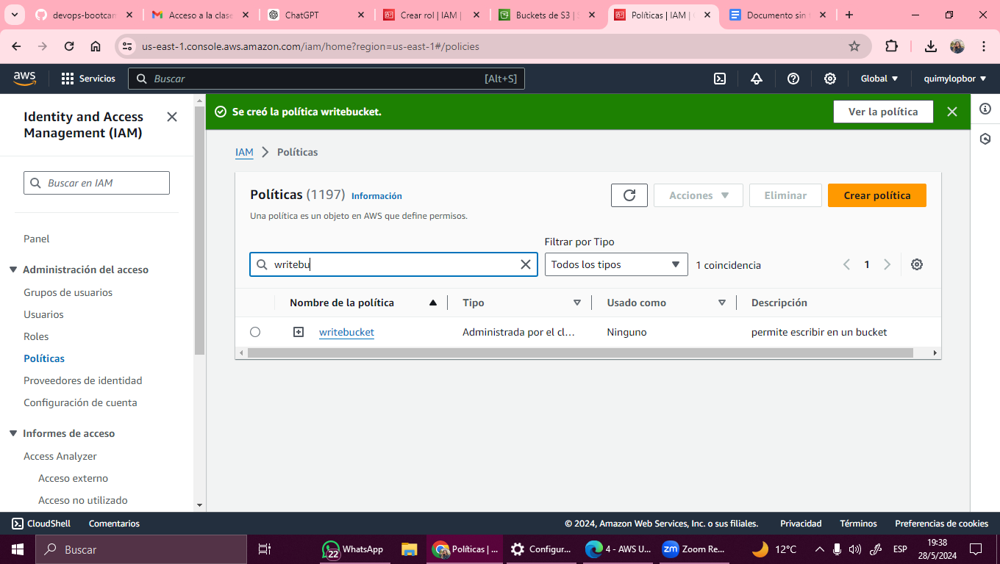 devops-bootcam
Acceso a la clase
ChatGPT
Crear rol | IAM |
Buckets de S3 | S
Políticas | IAM |
Documento sin
us-east-1.console.aws.amazon.com/iam/home?region=us-east-1#/policies
aws
Servicios
Buscar
[Alt+S]
Global
quimylopbor
Identity and Access
Management (IAM)
Buscar en IAM
Panel
Administración del acceso
Grupos de usuarios
Usuarios
Roles
Políticas
Proveedores de identidad
Configuración de cuenta
Informes de acceso
Access Analyzer
Acceso externo
Acceso no utilizado
Se creó la política writebucket.
Ver la política
IAM > Políticas
Políticas (1197) Información
Una política es un objeto en AWS que define permisos.
Acciones
Eliminar
Crear política
Filtrar por Tipo
writebu
Todos los tipos
1 coincidencia
1
Nombre de la política
Tipo
Usado como
Descripción
writebucket
Administrada por el cl...
Ninguno
permite escribir en un bucket
CloudShell
Comentarios
© 2024, Amazon Web Services, Inc. o sus filiales.
Privacidad
Términos
Preferencias de cookies
Buscar
22
WhatsApp
Políticas | ...
Configur...
4 - AWS U...
zm
Zoom Re...
12°C
ESP
19:38
28/5/2024